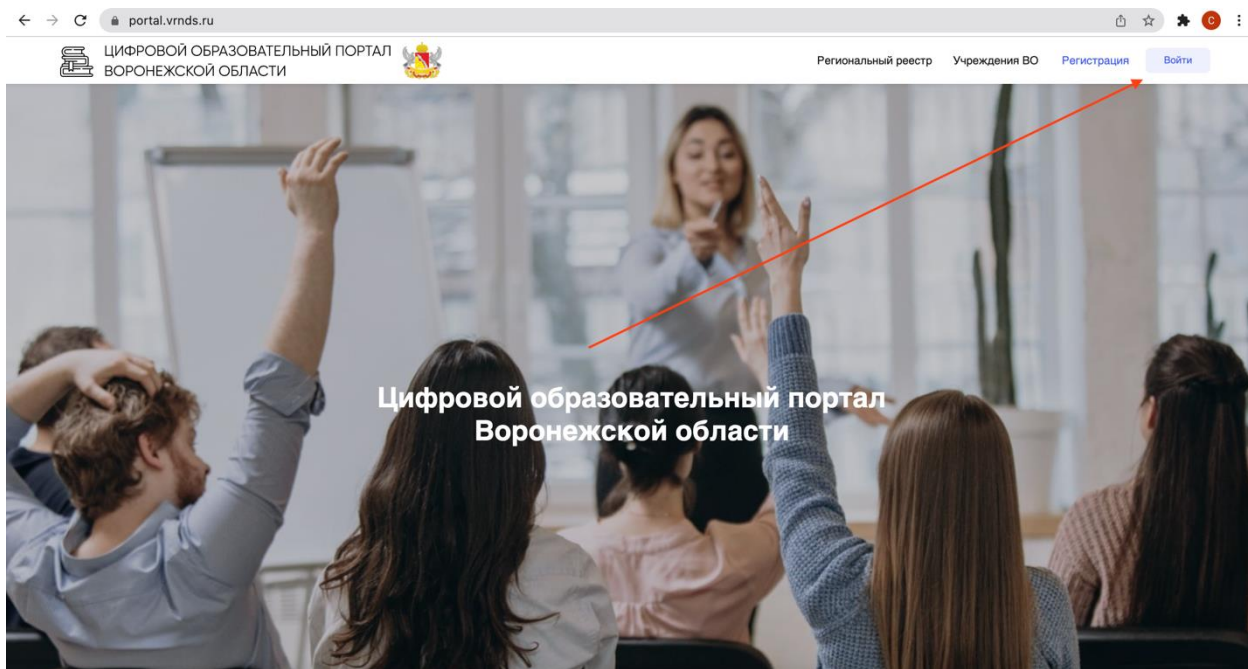 portal.vrnds.ru
C
ЦИФРОВОЙ ОБРАЗОВАТЕЛЬНЫЙ ПОРТАЛ
ВОРОНЕЖСКОЙ ОБЛАСТИ
Региональный реестр Учреждения ВО Регистрация Войти
Цифровой образовательный портал
Воронежской области